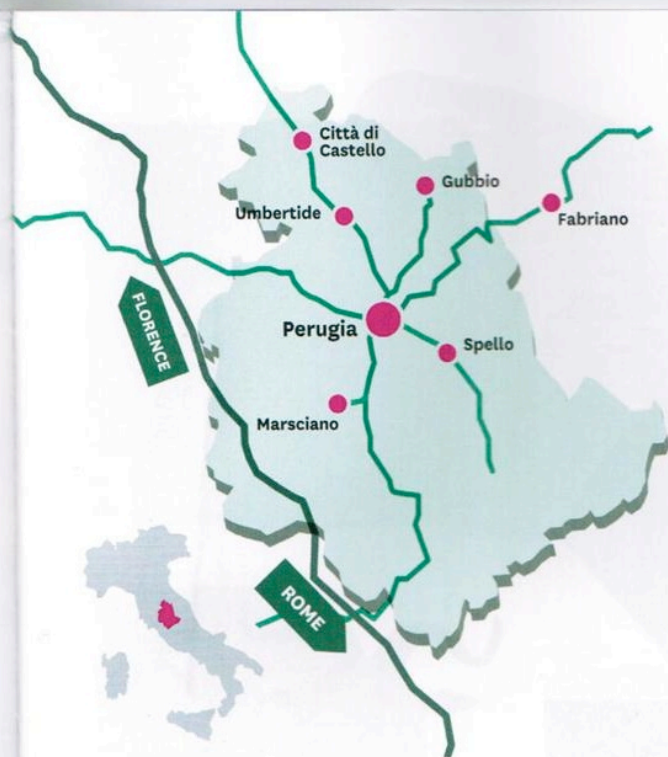 Città di
Castello
Gubbio
Umbertide
Fabriano
FLORENCE
Perugia
Spello
Marsciano
ROME